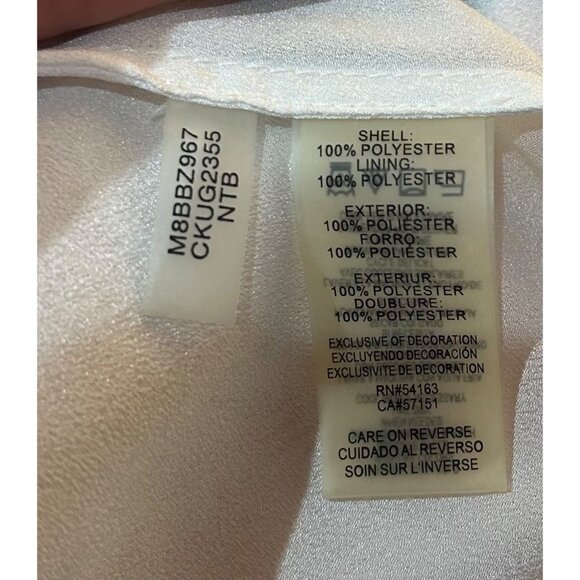 M8BBZ967
CKUG2355
NTB
SHELL:
100% POLYESTER
LINING:
100% POLYESTER
EXTERIOR:
100% POLIÉSTER
FORRO:
100% POLIÉSTER
EXTERIUR:
100% POLYESTER
DOUBLURE:
100% POLYESTER
EXCLUSIVE OF DECORATION
EXCLUYENDO DECORACIÓN
EXCLUSIVITE DE DECORATION
RN#54163
CA#57151
CARE ON REVERSE
CUIDADO AL REVERSO
SOIN SUR L'INVERSE